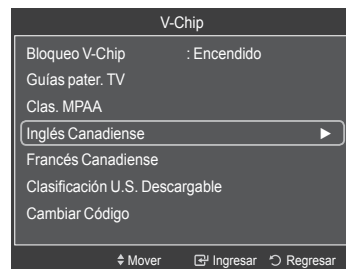 V-Chip
Bloqueo V-Chip : Encendido
Guías pater. TV
Clas. MPAA
Inglés Canadiense
Francés Canadiense
Clasificación U.S. Descargable
Cambiar Código
Mover Ingresar Regresar